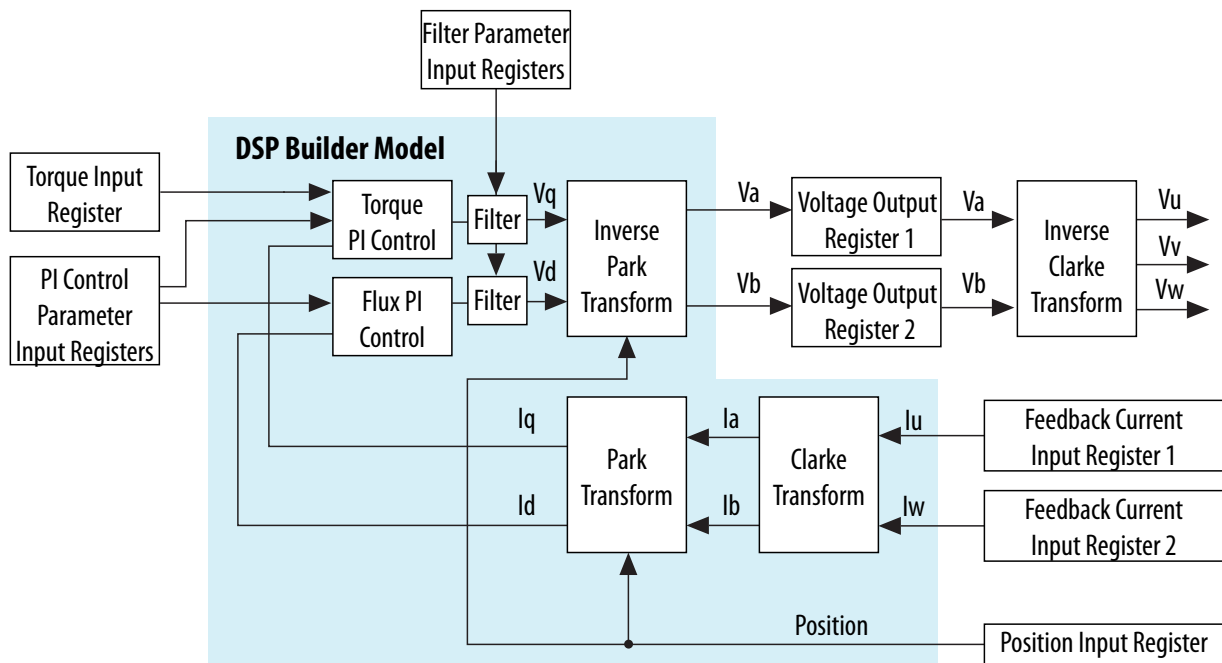 Filter Parameter
Input Registers
DSP Builder Model
Torque Input
Register
PI Control
Parameter
Input Registers
Torque
PI Control
Flux PI
Control
Filter
Filter
Vq
Vd
Inverse
Park
Transform
Va
Vb
Voltage Output
Register 1
Voltage Output
Register 2
Va
Vb
Inverse
Clarke
Transform
Vu
Vv
Vw
Iq
Id
Park
Transform
Ia
Ib
Clarke
Transform
Iu
Iw
Feedback Current
Input Register 1
Feedback Current
Input Register 2
Position
Position Input Register